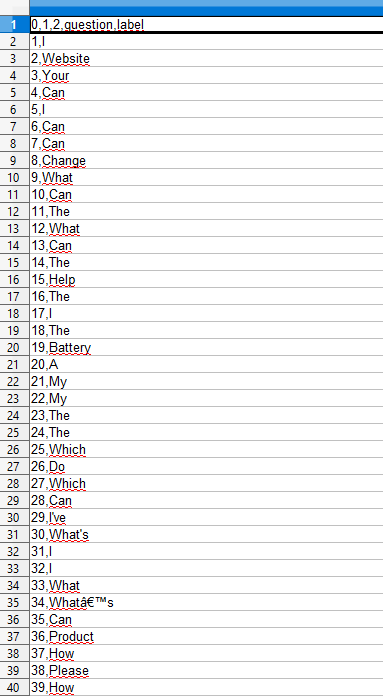 1 0,1,2,question,label
2 1,I
3 2,Website
4 3,Your
5 4,Can
6 5,I
7 6,Can
8 7,Can
9 8,Change
10 9,What
11 10,Can
12 11,The
13 12,What
14 13,Can
15 14,The
16 15,Help
17 16,The
18 17,I
19 18,The
20 19,Battery
21 20,A
22 21,My
23 22,My
24 23,The
25 24,The
26 25,Which
27 26,Do
28 27,Which
29 28,Can
30 29,I've
31 30,What's
32 31,I
33 32,I
34 33,What
35 34,Whatâ€™s
36 35,Can
37 36,Product
38 37,How
39 38,Please
40 39,How